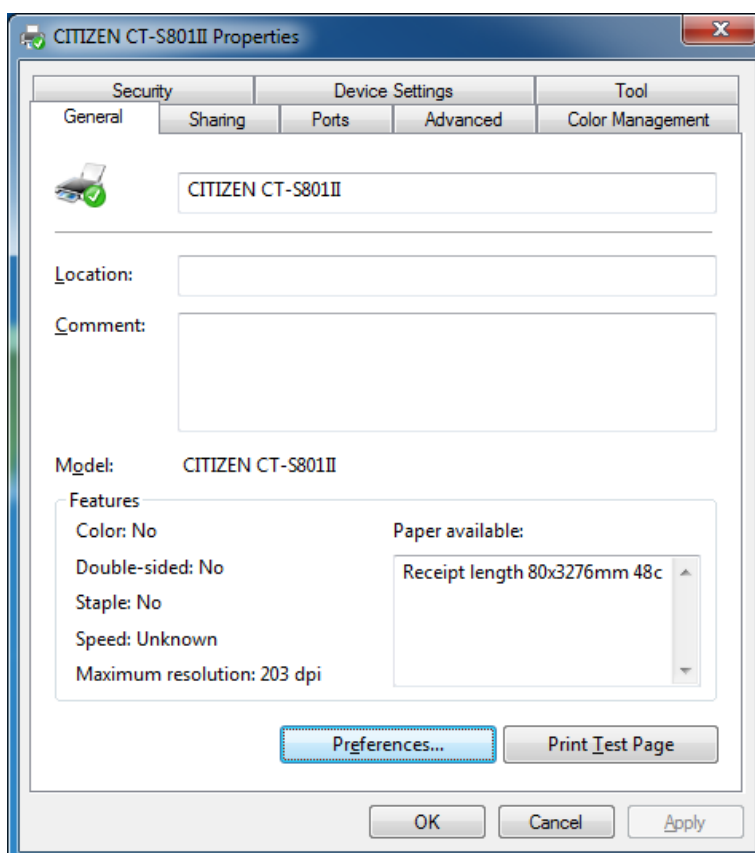 CITIZEN CT-S801II Properties
X
Security Device Settings Tool
General Sharing Ports Advanced Color Management
CITIZEN CT-S801II
Location:
Comment:
Model: CITIZEN CT-S801II
Features
Color: No
Paper available:
Double-sided: No
Receipt length 80x3276mm 48c
Staple: No
Speed: Unknown
Maximum resolution: 203 dpi
Preferences... Print Test Page
OK Cancel Apply